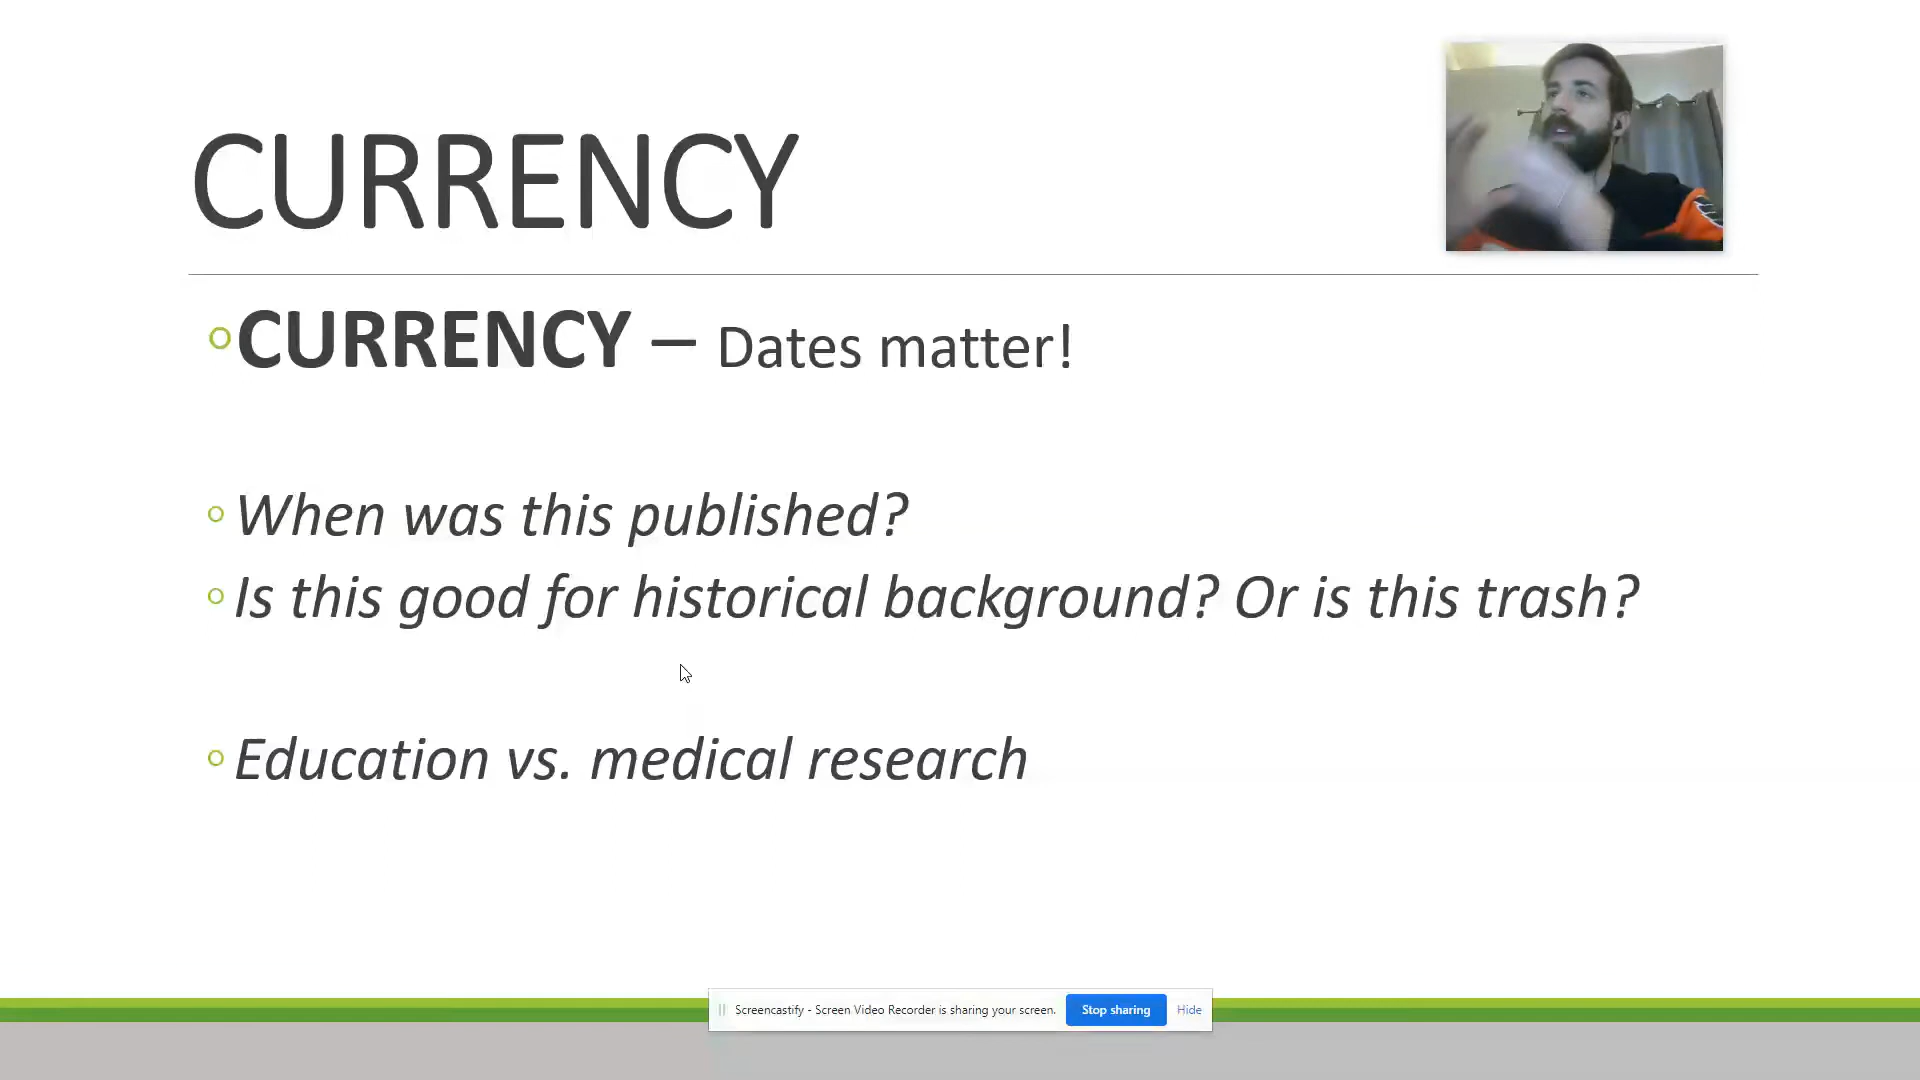 CURRENCY
CURRENCY – Dates matter!
When was this published?
Is this good for historical background? Or is this trash?
Education vs. medical research
Screencastify - Screen Video Recorder is sharing your screen. Stop sharing Hide